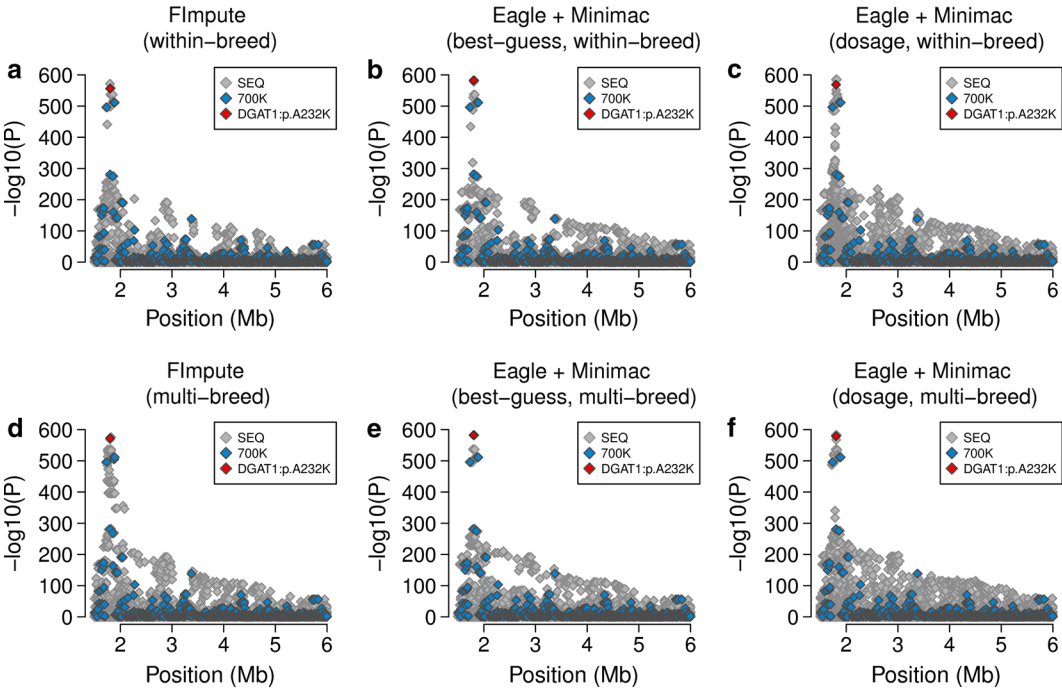 FImpute
(within−breed)
a
600
500
400
300
200
100
0
−log10(P)
SEQ
700K
DGAT1:p.A232K
2 3 4 5 6
Position (Mb)
Eagle + Minimac
(best−guess, within−breed)
b
600
500
400
300
200
100
0
−log10(P)
SEQ
700K
DGAT1:p.A232K
2 3 4 5 6
Position (Mb)
Eagle + Minimac
(dosage, within−breed)
c
600
500
400
300
200
100
0
−log10(P)
SEQ
700K
DGAT1:p.A232K
2 3 4 5 6
Position (Mb)
FImpute
(multi−breed)
d
600
500
400
300
200
100
0
−log10(P)
SEQ
700K
DGAT1:p.A232K
2 3 4 5 6
Position (Mb)
Eagle + Minimac
(best−guess, multi−breed)
e
600
500
400
300
200
100
0
−log10(P)
SEQ
700K
DGAT1:p.A232K
2 3 4 5 6
Position (Mb)
Eagle + Minimac
(dosage, multi−breed)
f
600
500
400
300
200
100
0
−log10(P)
SEQ
700K
DGAT1:p.A232K
2 3 4 5 6
Position (Mb)